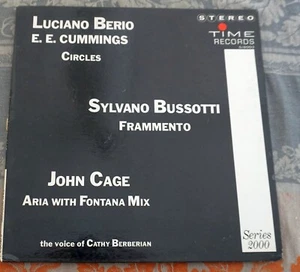 LUCIANO BERIO
E. E. CUMMINGS
CIRCLES
STEREO
TIME
RECORDS
SYLVANO BUSSOTTI
FRAMMENTO
JOHN CAGE
ARIA WITH FONTANA MIX
the voice of CATHY BERBERIAN
Series
2000